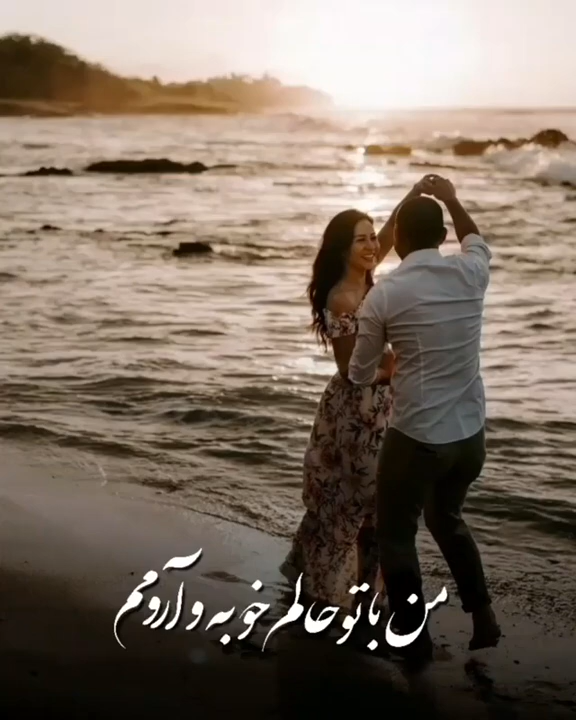 من با تو حالم خوبه و آرومم